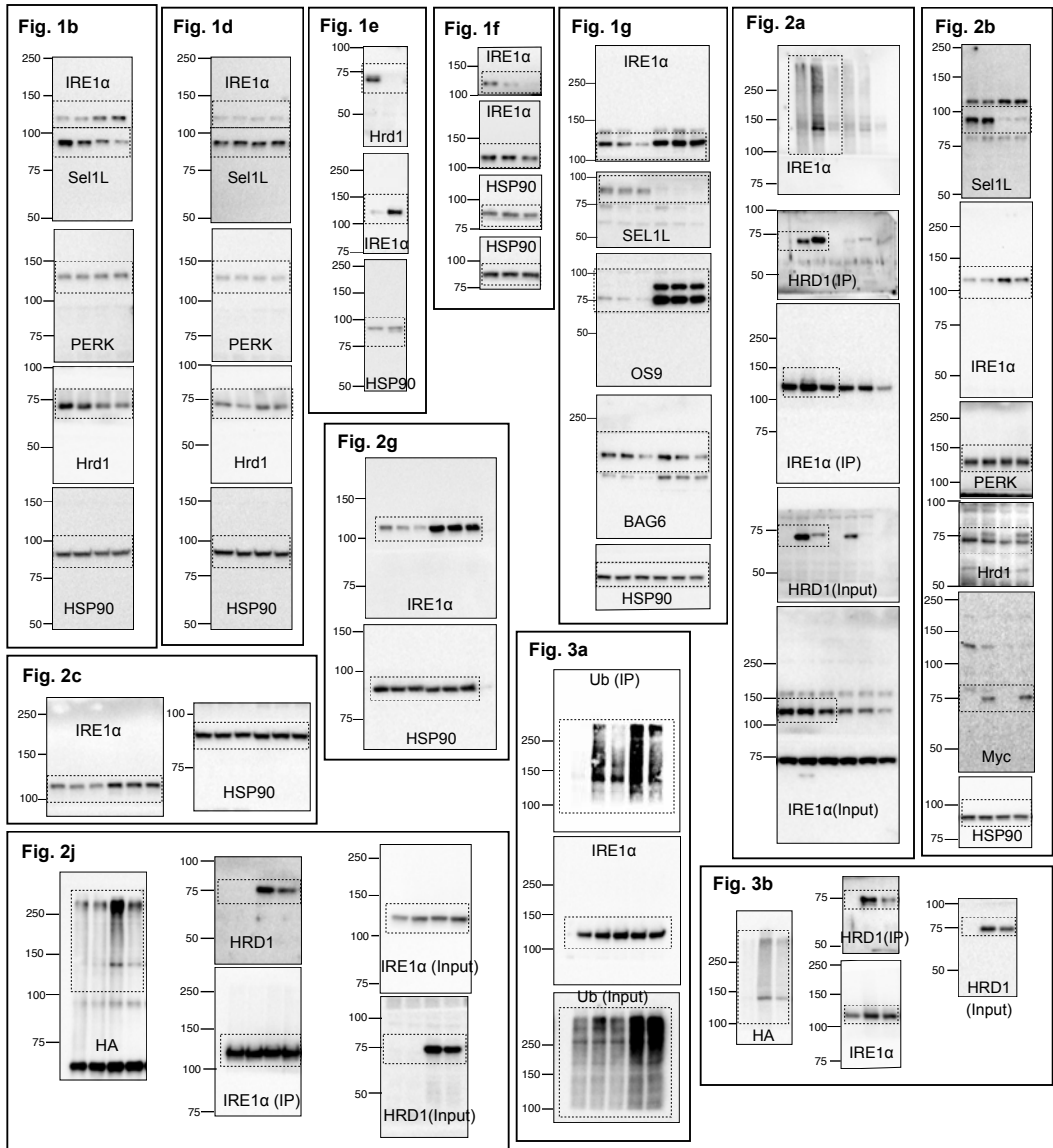 Fig. 1b
250
IRE1α
150
100
Sel1L
75
50
150
100
75
PERK
100
75
50
Hrd1
150
100
75
HSP90
50
Fig. 1d
250
IRE1α
150
100
Sel1L
75
50
150
100
75
PERK
100
75
50
Hrd1
150
100
75
HSP90
50
Fig. 1e
100
75
50
Hrd1
150
100
IRE1α
75
250
150
100
75
50
HSP90
Fig. 1f
IRE1α
150
100
IRE1α
150
100
HSP90
100
75
HSP90
100
75
Fig. 1g
IRE1α
250
150
100
100
75
SEL1L
100
75
50
OS9
250
150
100
BAG6
100
75
HSP90
Fig. 2a
250
150
100
IRE1α
75
100
75
50
HRD1(IP)
250
150
100
75
IRE1α (IP)
75
50
HRD1(Input)
250
150
100
75
IRE1α(Input)
Fig. 2b
250
150
100
75
Sel1L
50
250
150
100
75
IRE1α
50
250
150
100
PERK
100
75
50
Hrd1
250
150
100
75
50
Myc
100
75
HSP90
Fig. 2g
150
100
75
IRE1α
150
100
75
HSP90
Fig. 2c
250
IRE1α
150
100
100
75
HSP90
Fig. 3a
Ub (IP)
250
150
100
IRE1α
250
150
100
Ub (Input)
250
150
100
Fig. 2j
250
150
100
75
HA
100
75
50
HRD1
250
150
100
75
IRE1α (IP)
250
150
100
IRE1α (Input)
100
75
50
HRD1(Input)
Fig. 3b
250
150
100
HA
75
50
HRD1(IP)
250
150
100
75
IRE1α
100
75
50
HRD1
(Input)